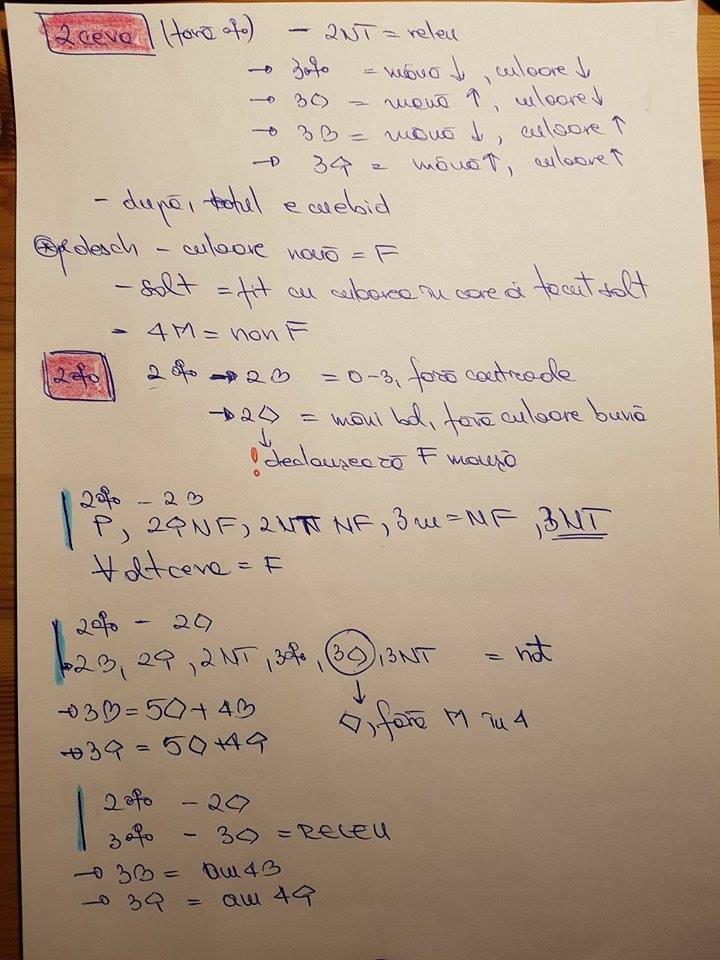 2 ceva (fără ♣) – 2NT = releu
→ 3♣ = mână ↓, culoare ↓
→ 3♢ = mână ↑, culoare ↓
→ 3♡ = mână ↓, culoare ↑
→ 3♤ = mână ↑, culoare ↑
- după, totul e cuebid
deschid – culoare nouă = F
- salt = fit cu culoarea în care ai făcut salt
- 4M = non F
2♣ 2♣ → 2♡ = 0-3, fără controale
→ 2♢ = mâni bal, fără culoare bună
↓
! declanșează F manșă
2♣ – 2♡
P, 2♤ NF, 2NT NF, 3m = NF, 3NT
∀ altceva = F
2♣ – 2♢
→ 2♡, 2♤, 2NT, 3♣, 3♢, 3NT = nat
↓
→ 3♡ = 5♢ + 4♡ ♢, fără M în 4
→ 3♤ = 5♢ + 4♤
2♣ – 2♢
3♣ – 3♢ = RELEU
→ 3♡ = am 4♡
→ 3♤ = am 4♤